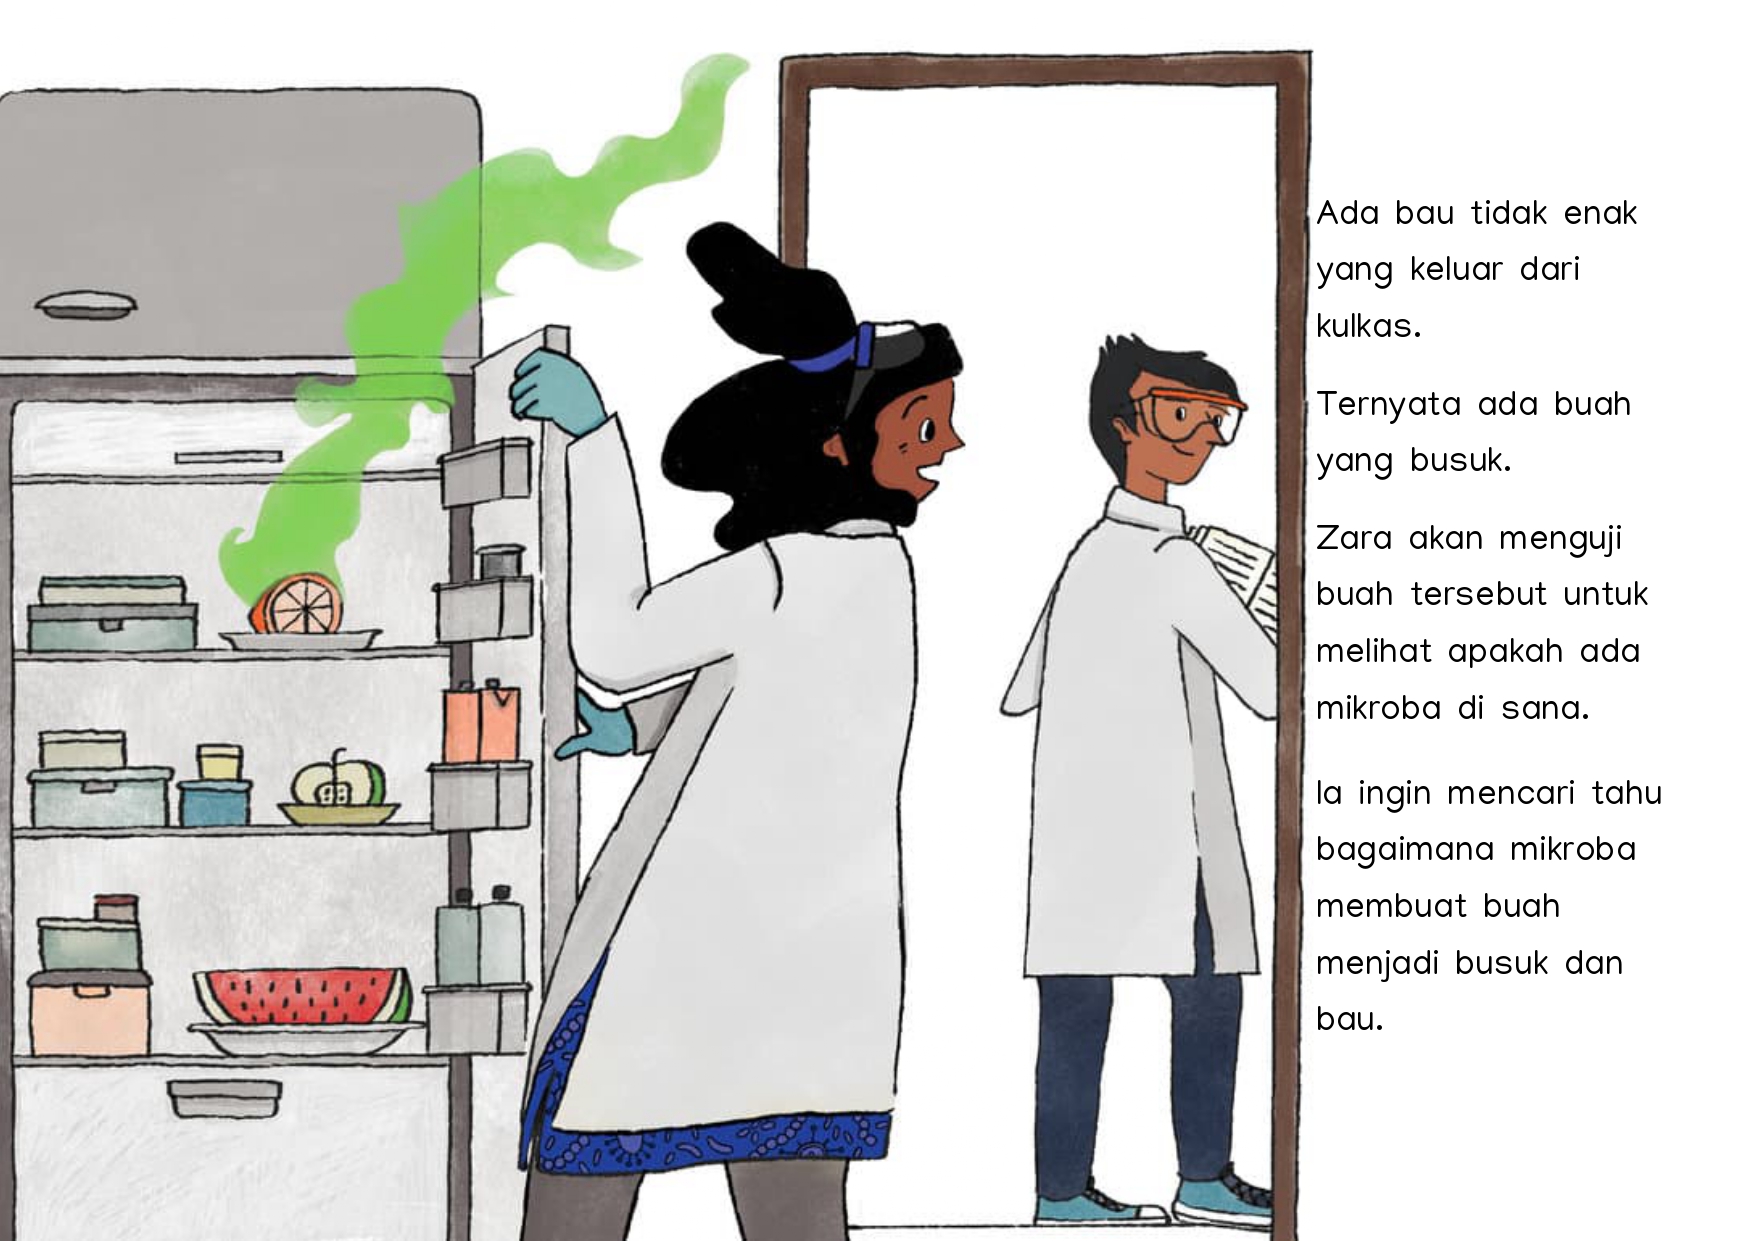 Ada bau tidak enak
yang keluar dari
kulkas.
Ternyata ada buah
yang busuk.
Zara akan menguji
buah tersebut untuk
melihat apakah ada
mikroba di sana.
Ia ingin mencari tahu
bagaimana mikroba
membuat buah
menjadi busuk dan
bau.